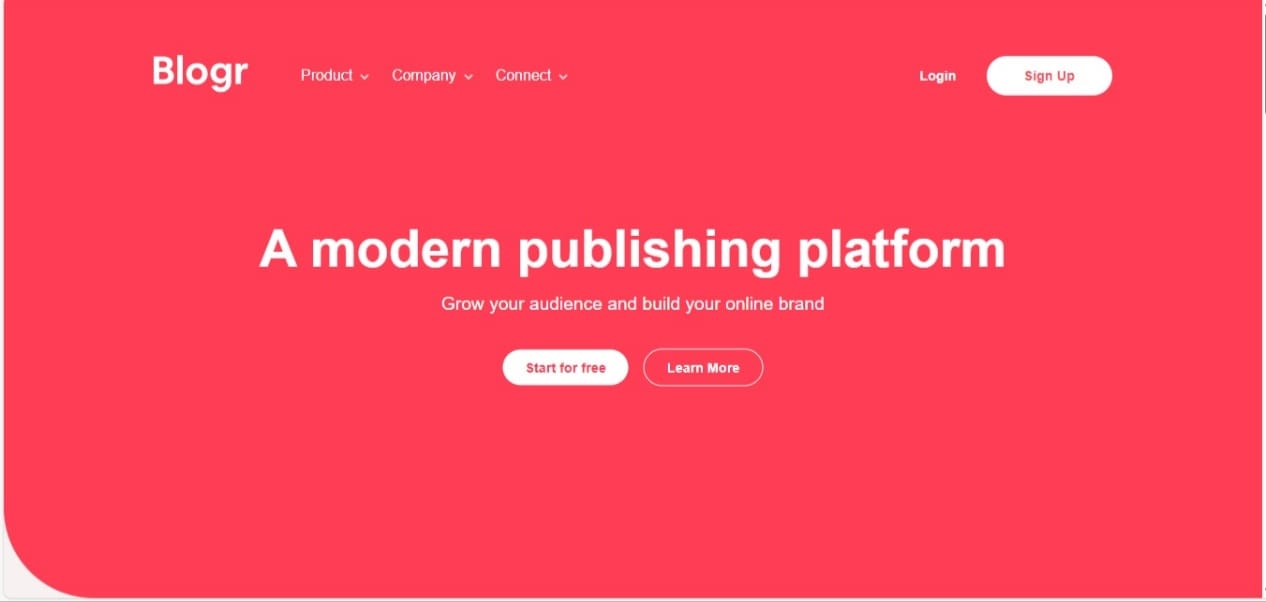 Blogr Product Company Connect Login Sign Up
A modern publishing platform
Grow your audience and build your online brand
Start for free Learn More